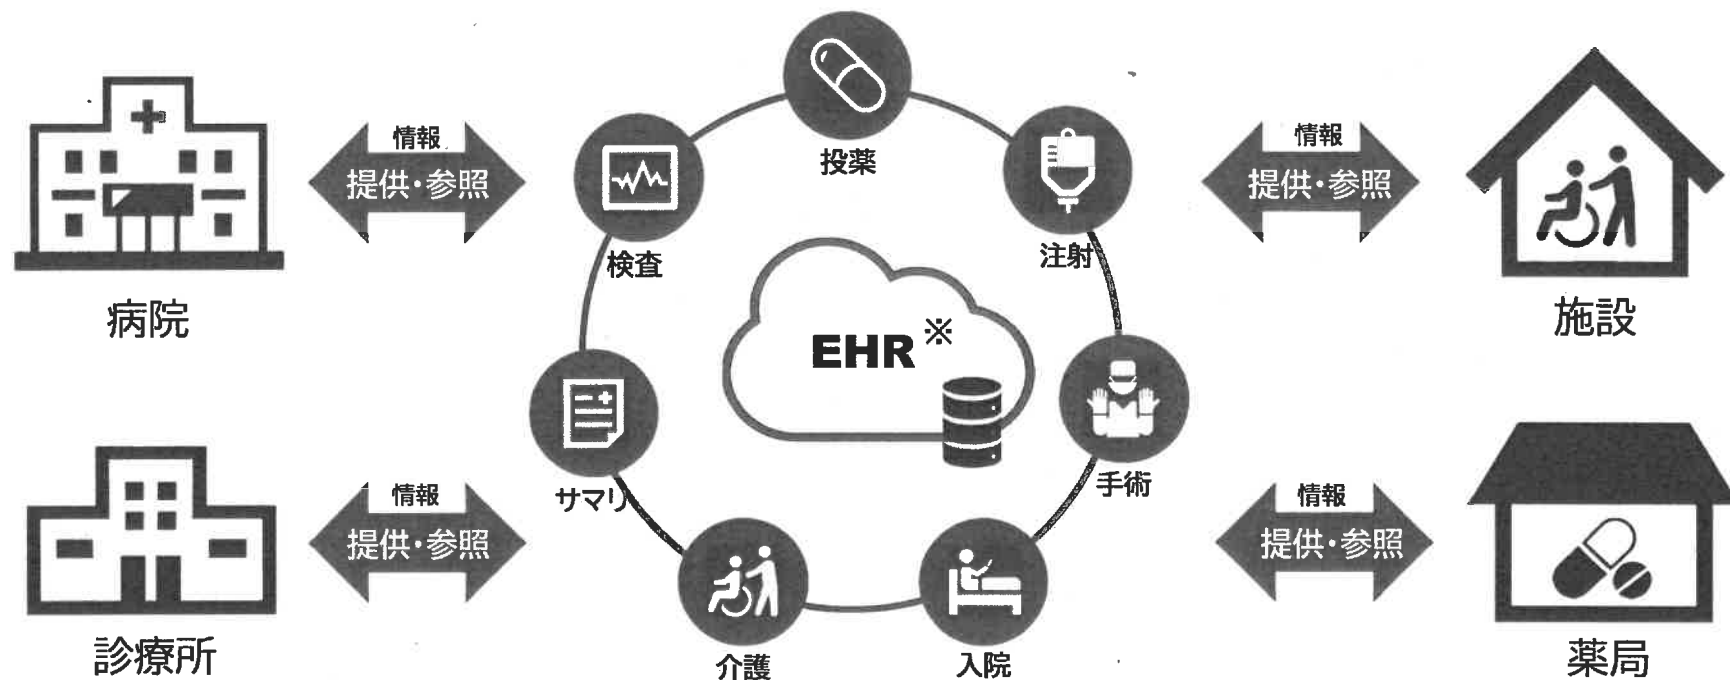 投薬
情報
提供・参照
検査
病院
情報
提供・参照
注射
施設
EHR※
サマリ
手術
情報
提供・参照
診療所
介護
入院
情報
提供・参照
薬局